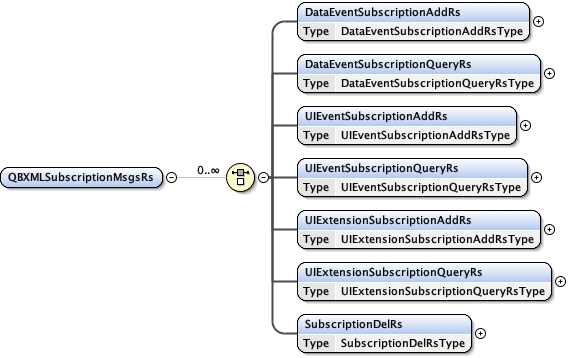 DataEventSubscriptionAddRs
Type DataEventSubscriptionAddRsType
DataEventSubscriptionQueryRs
Type DataEventSubscriptionQueryRsType
UIEventSubscriptionAddRs
Type UIEventSubscriptionAddRsType
QBXMLSubscriptionMsgsRs
0..∞
UIEventSubscriptionQueryRs
Type UIEventSubscriptionQueryRsType
UIExtensionSubscriptionAddRs
Type UIExtensionSubscriptionAddRsType
UIExtensionSubscriptionQueryRs
Type UIExtensionSubscriptionQueryRsType
SubscriptionDelRs
Type SubscriptionDelRsType